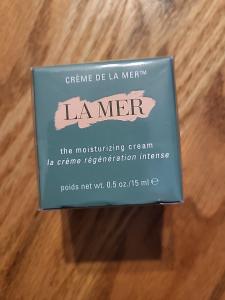 CRÈME DE LA MER™
LA MER
the moisturizing cream
la crème régénération intense
poids net wt. 0.5 oz./15 ml ℮